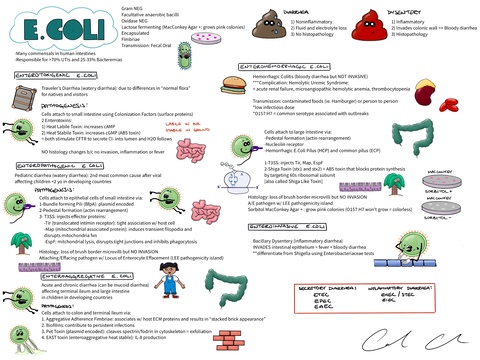 E.COLI
Gram NEG
Facultative anaerobic bacilli
Oxidase NEG
Lactose fermenting (MacConkey Agar = grows pink colonies)
Encapsulated
Fimbriae
Transmission: Fecal Oral
-Many commensals in human intestines
-Responsible for >70% UTIs and 25-33% Bacteremias
DIARRHEA
1) Noninflammatory
2) Fluid and electrolyte loss
3) No histopathology
DYSENTERY
1) Inflammatory
2) Invades colonic wall => Bloody diarrhea
3) Histopathology
ENTEROTOXIGENIC E.COLI
Traveler's Diarrhea (watery diarrhea): due to differences in "normal flora"
for natives and visitors
PATHOGENESIS:
Cells attach to small intestine using Colonization Factors (surface proteins)
2 Enterotoxins
1) Heat Labile Toxin: increases cAMP
2) Heat Stabile Toxin: increases cGMP (AB5 toxin)
- both stimulate CFTR to secrete Cl- into lumen and H2O follows
NO histology changes b/c no invasion, inflammation or fever
ENTEROPATHOGENIC E.COLI
Pediatric diarrhea (watery diarrhea): 2nd most common cause after viral
affecting children <2 yo in developing countries
PATHOGENESIS:
Cells attach to epithelial cells of small intestine via:
1) Bundle forming Pili (BfpA): plasmid encoded
2) Pedestal formation (actin rearrangement)
- T3SS: injects effector proteins:
-Tir (translocated intimin receptor): tight association w/ host cell
-Map (mitochondrial associated protein): induces transient filopodia and
disrupts mitochondria fxn
-EspF: mitochondrial lysis, disrupts tight junctions and inhibits phagocytosis
Histology: loss of brush border microvilli but NO INVASION
Attaching/Effacing pathogen w/ Locus of Enterocyte Effacement (LEE pathogenicity island)
ENTEROAGGREGATIVE E.COLI
Acute and chronic diarrhea (can be mucoid diarrhea)
affecting terminal ileum and large intestine
in children in developing countries
PATHOGENESIS:
Cells attach to colon and terminal ileum via:
1) Aggregative Adherence Fimbriae: associates w/ host ECM proteins and results in "stacked brick appearance"
2) Biofilms: contribute to persistent infections
3) Pet Toxin (plasmid encoded): cleaves spectrin/fodrin in cytoskeleton = exfoliation
4) EAST toxin (enteroaggregative heat stable): IL-8 production
ENTEROHEMORRHAGIC E.COLI
Hemorrhagic Colitis (bloody diarrhea but NOT INVASIVE)
***Complication Hemolytic Uremic Syndrome:
= acute renal failure, microangiopathic hemolytic anemia, thrombocytopenia
Transmission: contaminated foods (ie. Hamburger) or person to person
*low infectious dose
*O157:H7 = common serotype associated with outbreaks
Cells attach to large intestine via:
-Pedestal formation (actin rearrangement)
-Nucleolin receptor
- Hemorrhagic E.Coli Pilus (HCP) and common pilus (ECP)
1-T3SS: injects Tir, Map, EspF
2-Shiga Toxin (stx1 and stx2) = AB5 toxin that blocks protein synthesis
by targeting 60s ribosomal subunit
(also called Shiga Like Toxin)
Histology: loss of brush border microvilli but NO INVASION
A/E pathogen w/ LEE pathogenicity island
Sorbitol MacConkey Agar + : grow pink colonies (O157:H7 won't grow = colorless)
ENTEROINVASIVE E.COLI
Bacillary Dysentery (inflammatory diarrhea)
INVADES intestinal epithelium = fever + bloody diarrhea
**differentiate from Shigella using Enterobacteriaceae tests
SECRETORY DIARRHEA:
ETEC
EPEC
EAEC
INFLAMMATORY DIARRHEA:
EHEC / STEC
EIEC